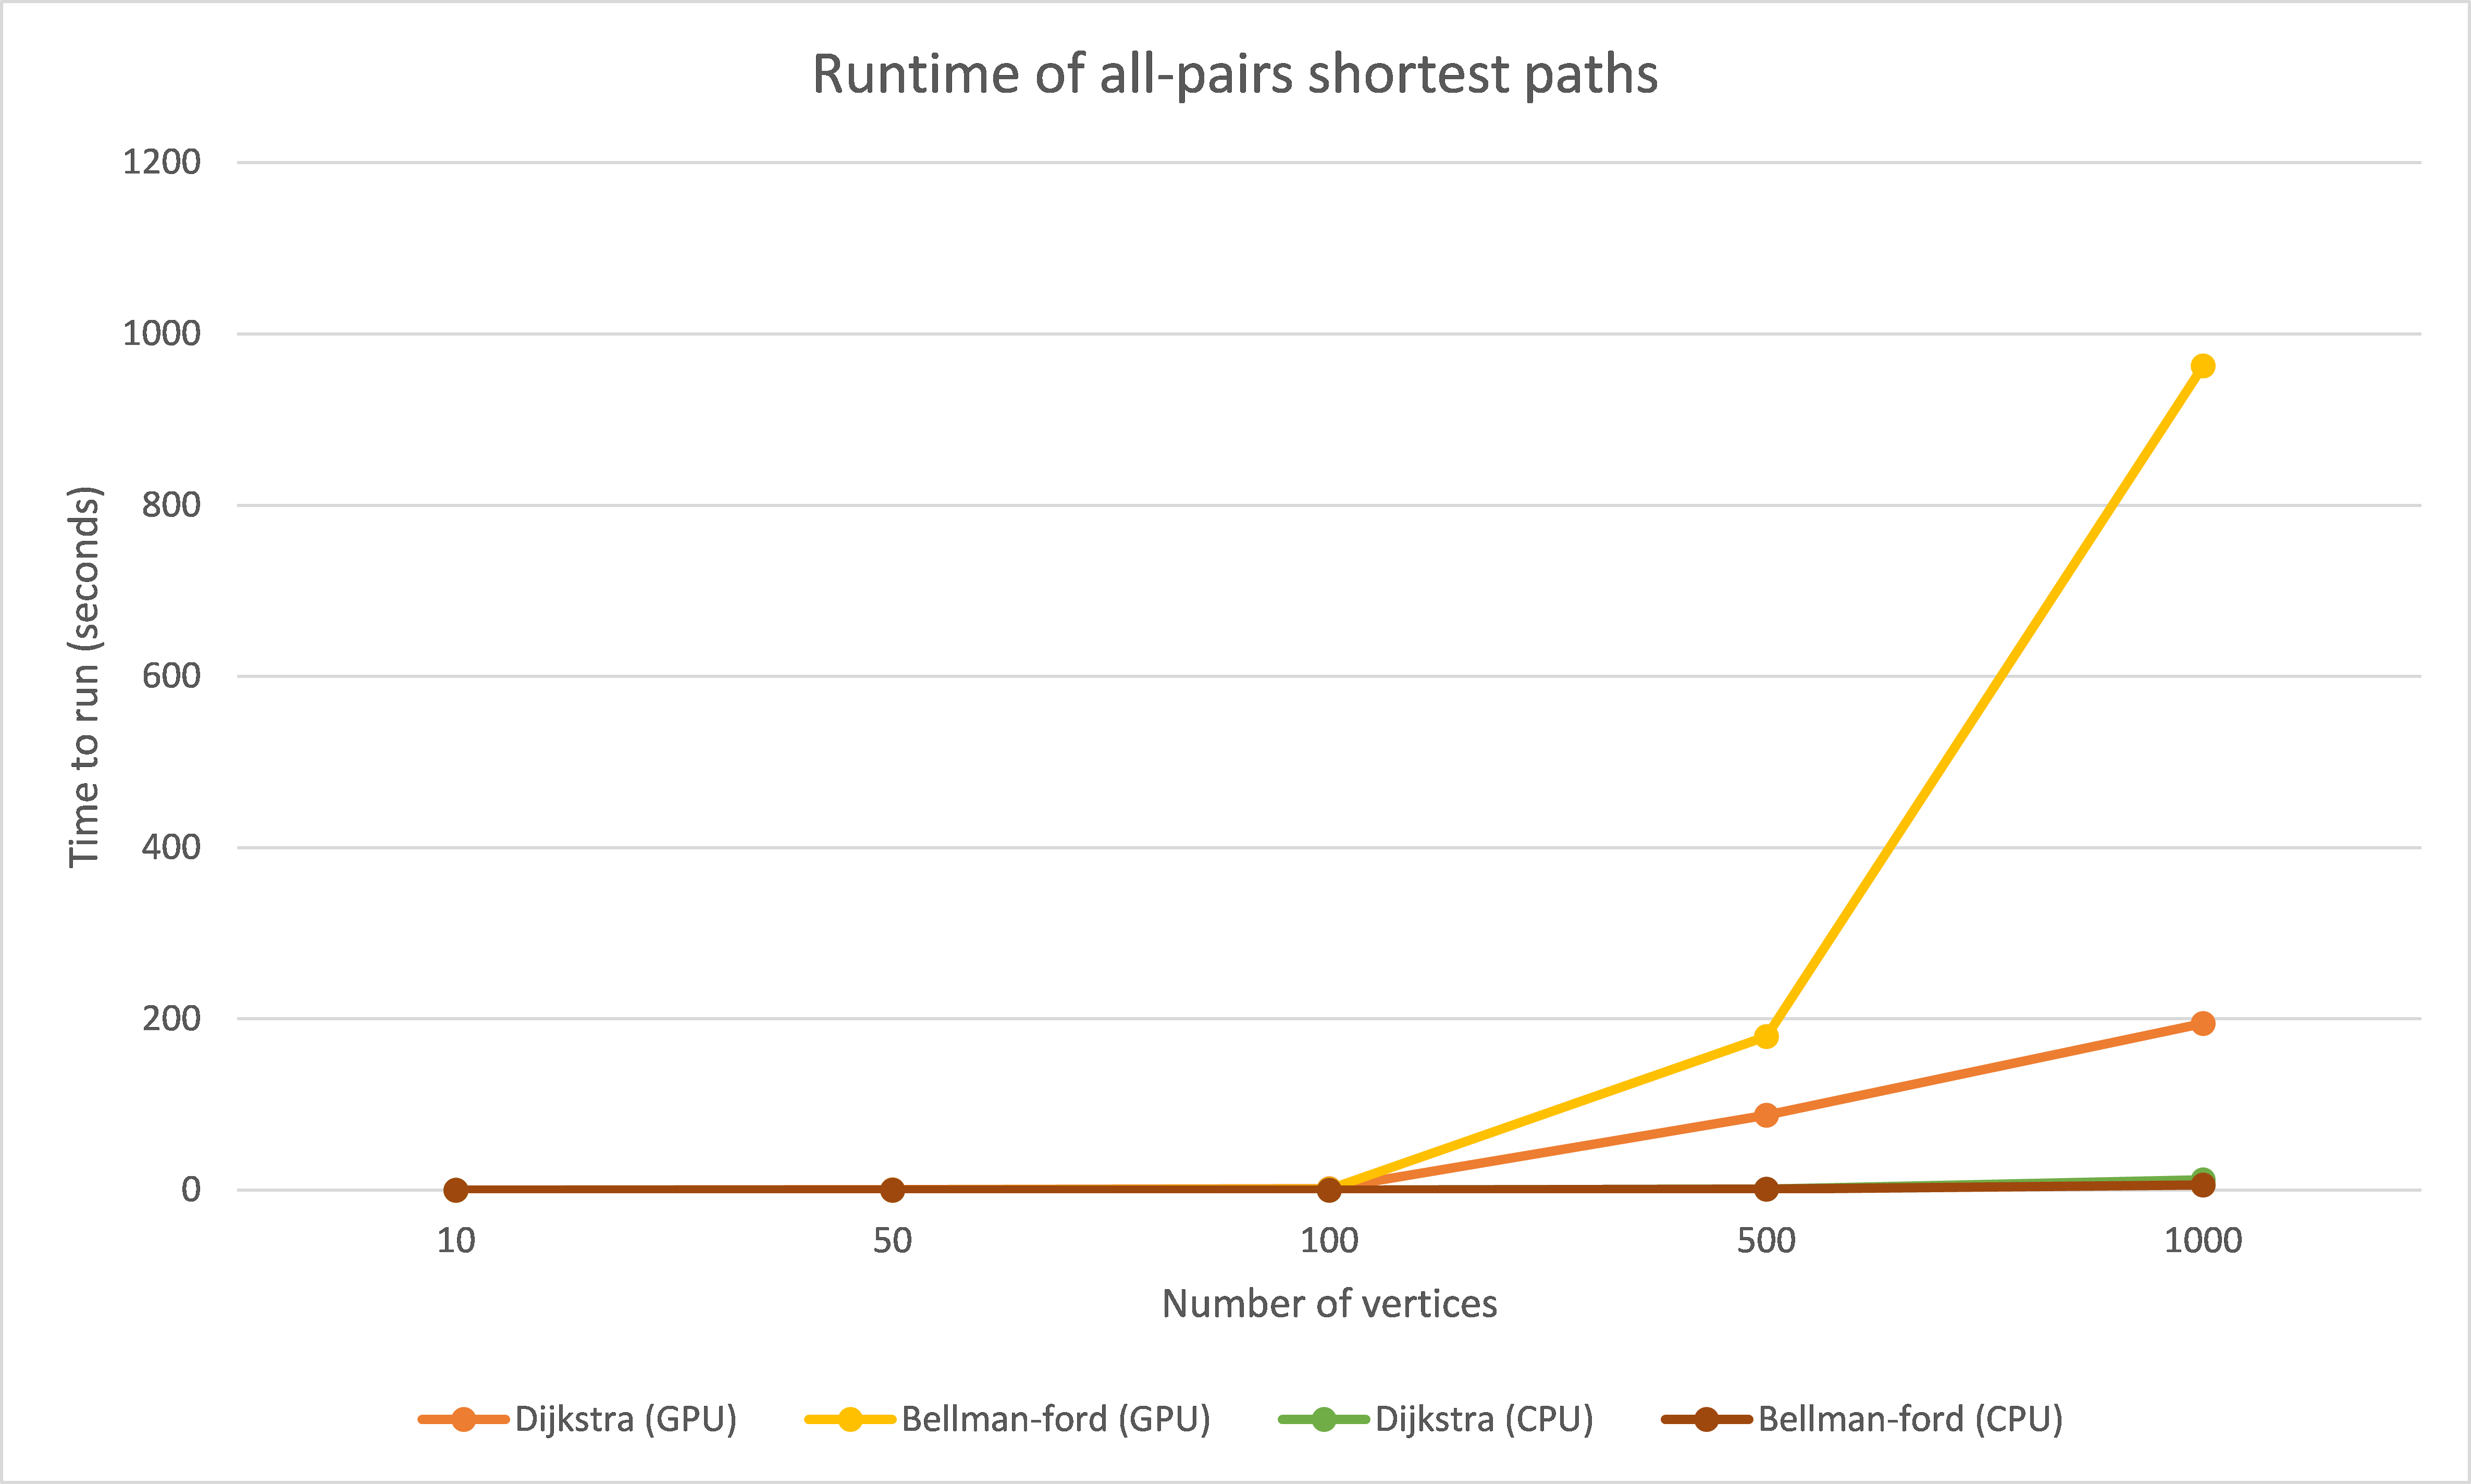 Runtime of all-pairs shortest paths
1200
1000
800
600
400
200
0
Time to run (seconds)
10 50 100 500 1000
Number of vertices
Dijkstra (GPU) Bellman-ford (GPU) Dijkstra (CPU) Bellman-ford (CPU)